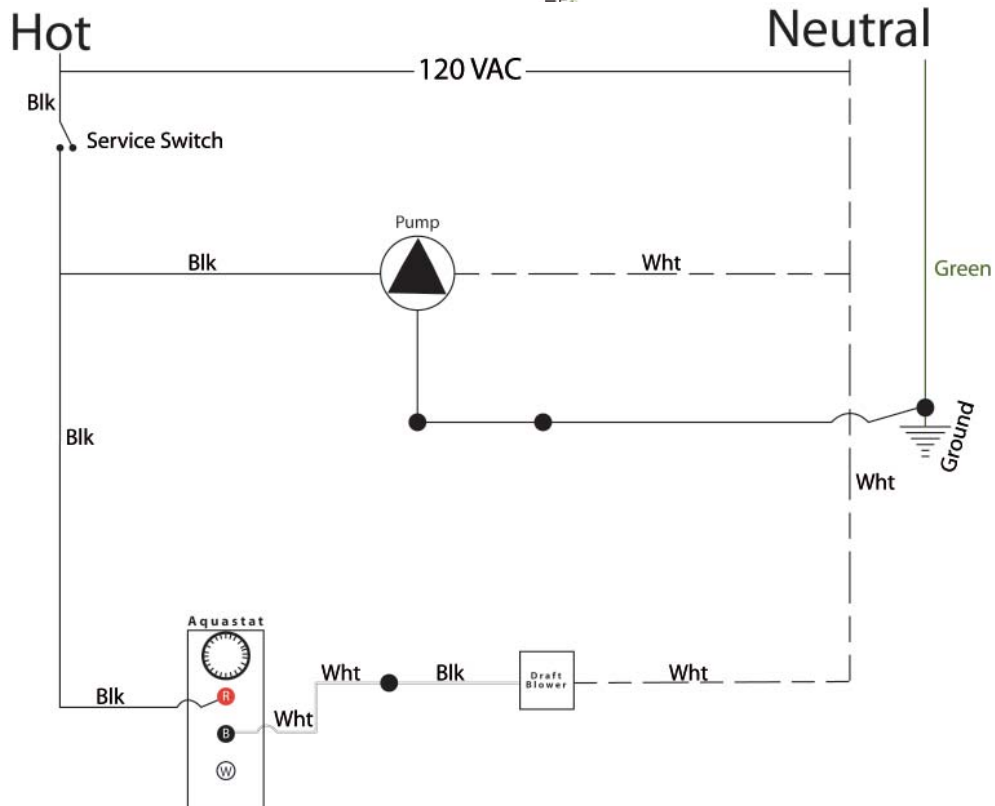 Hot
Neutral
120 VAC
Blk
Service Switch
Pump
Blk
Wht
Green
Blk
Ground
Wht
Aquastat
Wht
Blk
Draft
Blower
Wht
Blk
R
Wht
B
W